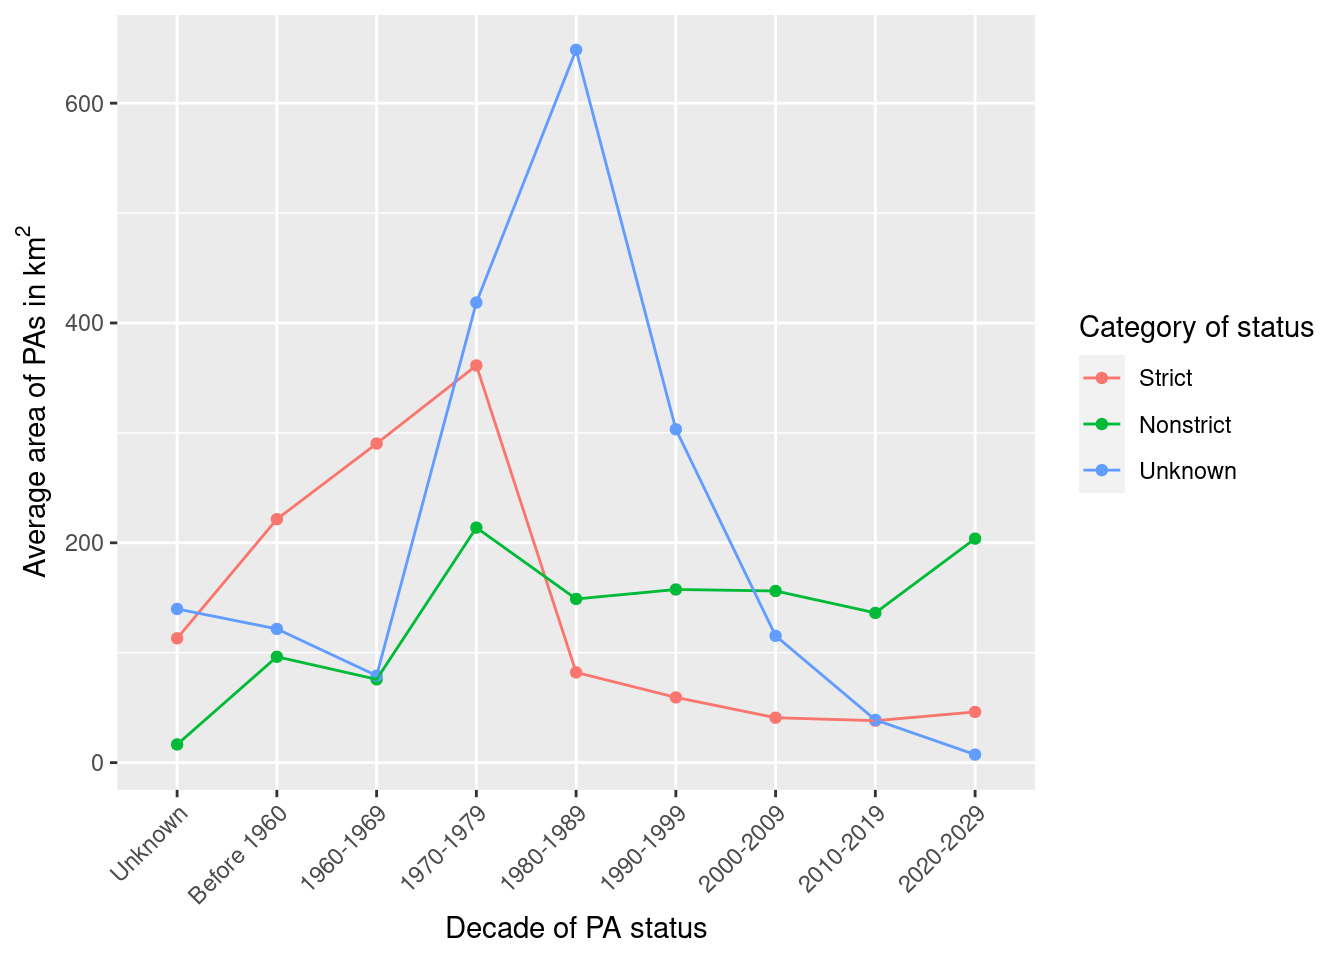 Average area of PAs in km²
600
400
200
0
Unknown
Before 1960
1960-1969
1970-1979
1980-1989
1990-1999
2000-2009
2010-2019
2020-2029
Decade of PA status
Category of status
Strict
Nonstrict
Unknown